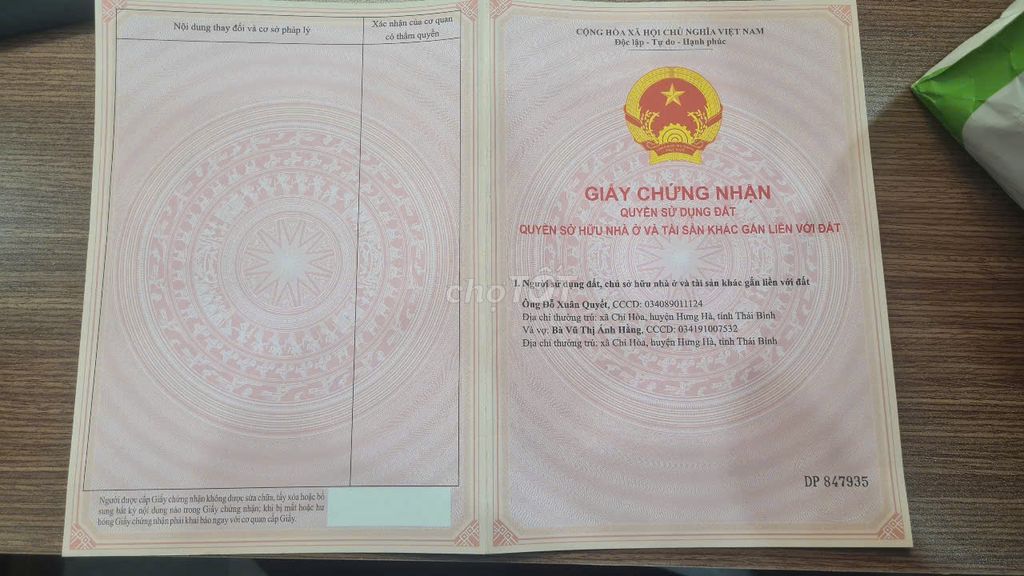 Nội dung thay đổi và cơ sở pháp lý
Xác nhận của cơ quan
có thẩm quyền
Người được cấp Giấy chứng nhận không được sửa chữa, tẩy xóa hoặc bổ
sung bất kỳ nội dung nào trong Giấy chứng nhận; khi bị mất hoặc hư
hỏng Giấy chứng nhận phải khai báo ngay với cơ quan cấp Giấy.
CỘNG HÒA XÃ HỘI CHỦ NGHĨA VIỆT NAM
Độc lập - Tự do - Hạnh phúc
GIẤY CHỨNG NHẬN
QUYỀN SỬ DỤNG ĐẤT
QUYỀN SỞ HỮU NHÀ Ở VÀ TÀI SẢN KHÁC GẮN LIỀN VỚI ĐẤT
I. Người sử dụng đất, chủ sở hữu nhà ở và tài sản khác gắn liền với đất
chợTỐT
Ông Đỗ Xuân Quyết, CCCD: 034089011124
Địa chỉ thường trú: xã Chí Hòa, huyện Hưng Hà, tỉnh Thái Bình
Và vợ: Bà Vũ Thị Ánh Hằng, CCCD: 034191007532
Địa chỉ thường trú: xã Chí Hòa, huyện Hưng Hà, tỉnh Thái Bình
DP 847935